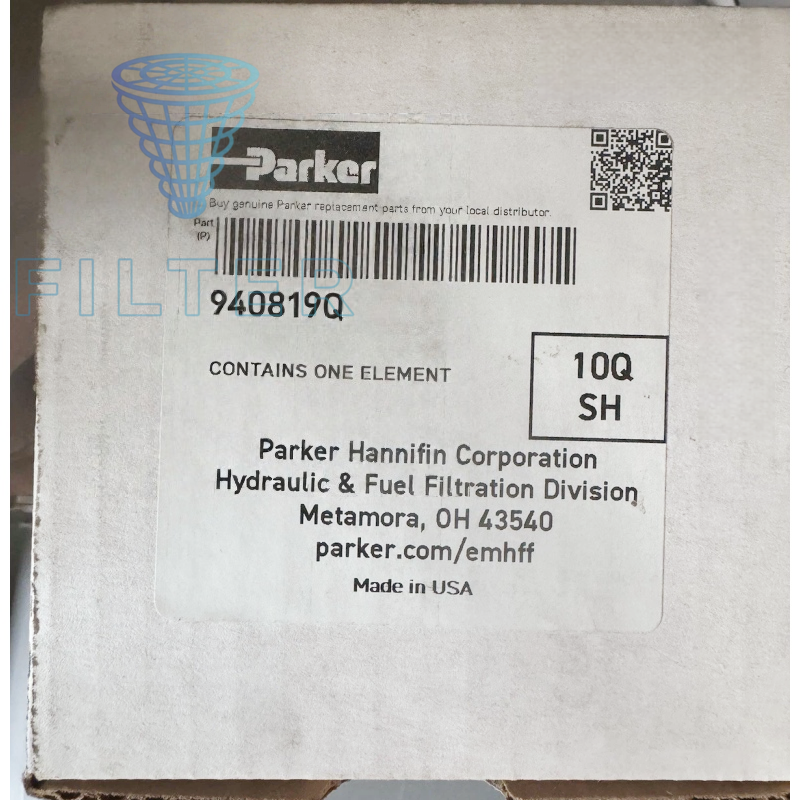 Parker
Buy genuine Parker replacement parts from your local distributor.
Part
(P)
FILTER
940819Q
CONTAINS ONE ELEMENT
10Q
SH
Parker Hannifin Corporation
Hydraulic & Fuel Filtration Division
Metamora, OH 43540
parker.com/emhff
Made in USA